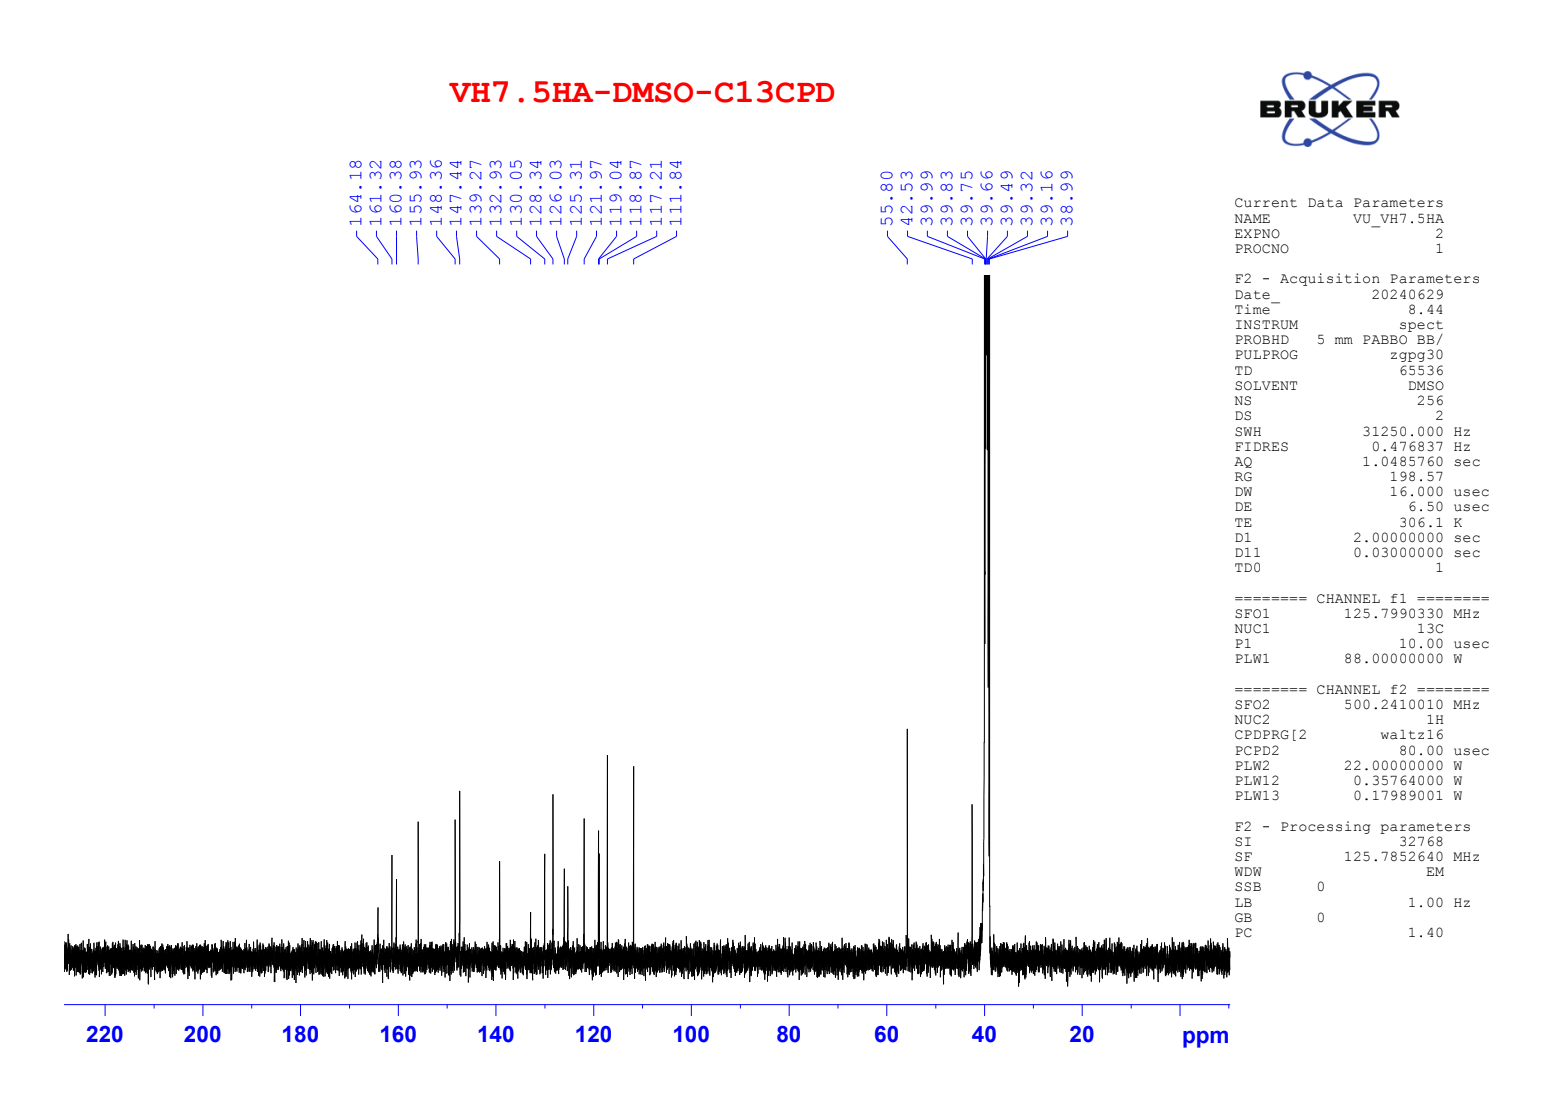 VH7.5HA-DMSO-C13CPD
BRUKER
164.18
161.32
160.38
155.93
148.36
147.44
139.27
132.93
130.05
128.34
126.03
125.31
121.97
119.04
118.87
117.21
111.84
55.80
42.53
39.99
39.83
39.75
39.66
39.49
39.32
39.16
38.99
Current Data Parameters
NAME VU_VH7.5HA
EXPNO 2
PROCNO 1
F2 - Acquisition Parameters
Date_ 20240629
Time 8.44
INSTRUM spect
PROBHD 5 mm PABBO BB/
PULPROG zgpg30
TD 65536
SOLVENT DMSO
NS 256
DS 2
SWH 31250.000 Hz
FIDRES 0.476837 Hz
AQ 1.0485760 sec
RG 198.57
DW 16.000 usec
DE 6.50 usec
TE 306.1 K
D1 2.00000000 sec
D11 0.03000000 sec
TD0 1
======== CHANNEL f1 ========
SFO1 125.7990330 MHz
NUC1 13C
P1 10.00 usec
PLW1 88.00000000 W
======== CHANNEL f2 ========
SFO2 500.2410010 MHz
NUC2 1H
CPDPRG[2 waltz16
PCPD2 80.00 usec
PLW2 22.00000000 W
PLW12 0.35764000 W
PLW13 0.17989001 W
F2 - Processing parameters
SI 32768
SF 125.7852640 MHz
WDW EM
SSB 0
LB 1.00 Hz
GB 0
PC 1.40
220 200 180 160 140 120 100 80 60 40 20 ppm